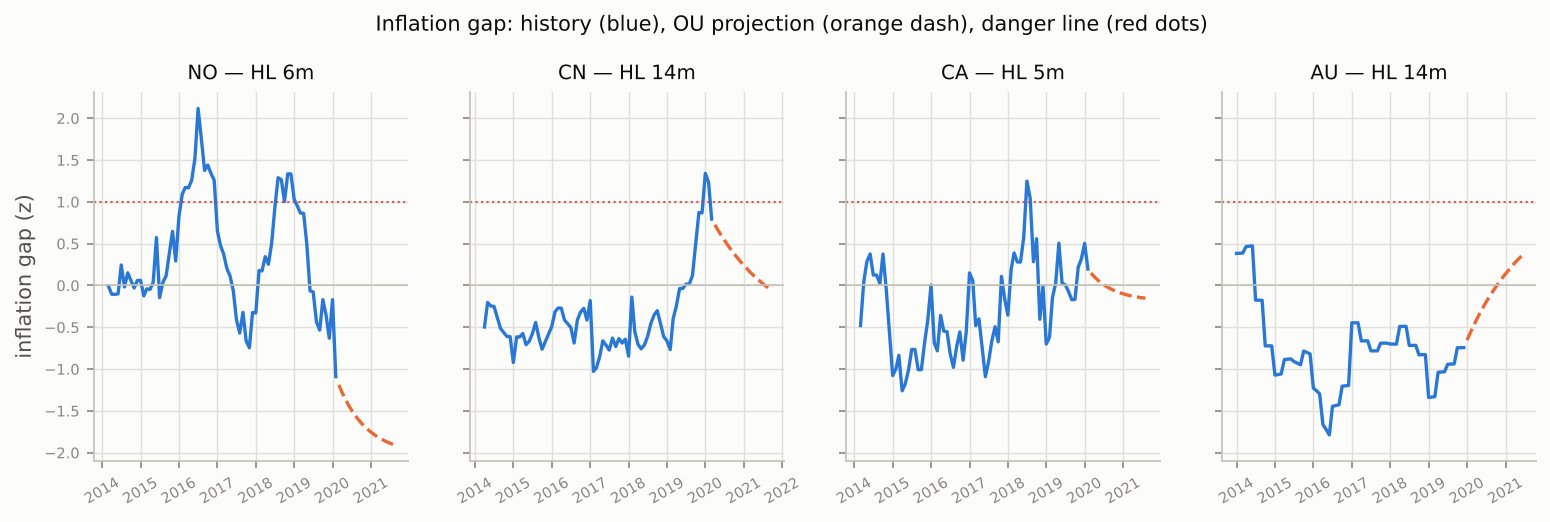 Inflation gap: history (blue), OU projection (orange dash), danger line (red dots)
NO — HL 6m
CN — HL 14m
CA — HL 5m
AU — HL 14m
inflation gap (z)
2.0
1.5
1.0
0.5
0.0
−0.5
−1.0
−1.5
−2.0
2014 2015 2016 2017 2018 2019 2020 2021
2014 2015 2016 2017 2018 2019 2020 2021 2022
2014 2015 2016 2017 2018 2019 2020 2021
2014 2015 2016 2017 2018 2019 2020 2021